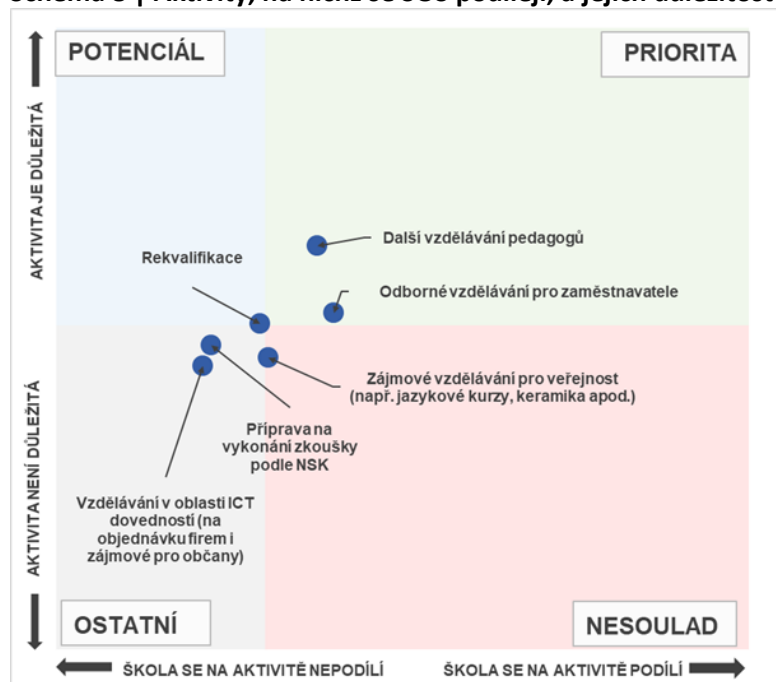 POTENCIÁL
PRIORITA
AKTIVITA JE DŮLEŽITÁ
Další vzdělávání pedagogů
Rekvalifikace
Odborné vzdělávání pro zaměstnavatele
Zájmové vzdělávání pro veřejnost
(např. jazykové kurzy, keramika apod.)
Příprava na
vykonání zkoušky
podle NSK
AKTIVITA NENÍ DŮLEŽITÁ
Vzdělávání v oblasti ICT
dovedností (na
objednávku firem i
zájmové pro občany)
OSTATNÍ
NESOULAD
ŠKOLA SE NA AKTIVITĚ NEPODÍLÍ
ŠKOLA SE NA AKTIVITĚ PODÍLÍ